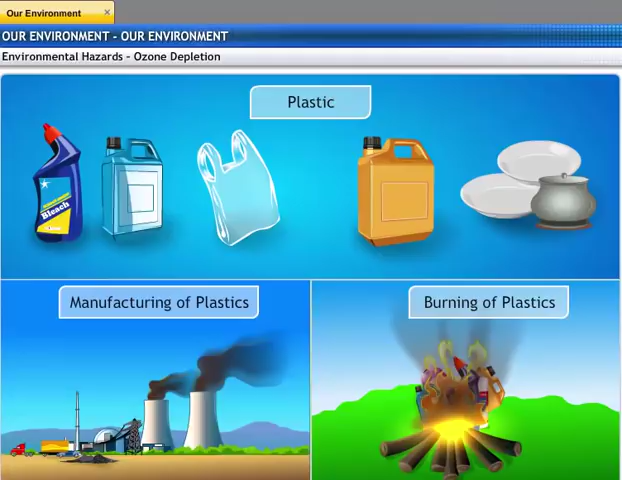 Our Environment
OUR ENVIRONMENT - OUR ENVIRONMENT
Environmental Hazards - Ozone Depletion
Plastic
Bleach
Manufacturing of Plastics
Burning of Plastics